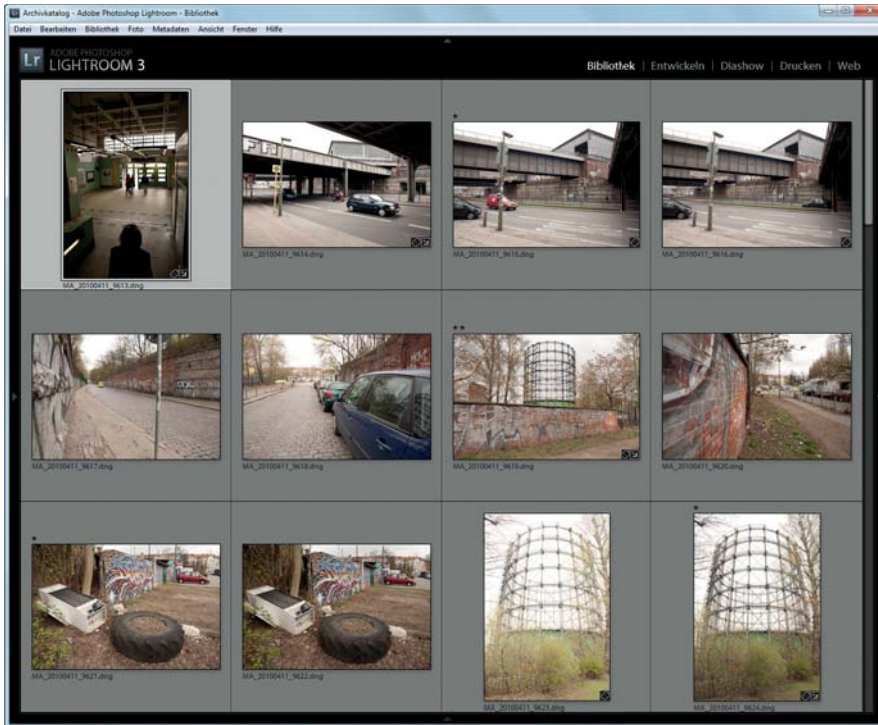 Archivkatalog - Adobe Photoshop Lightroom - Bibliothek
Datei Bearbeiten Bibliothek Foto Metadaten Ansicht Fenster Hilfe
Lr ADOBE PHOTOSHOP
LIGHTROOM 3
Bibliothek | Entwickeln | Diashow | Drucken | Web
MA_20100411_9613.dng
MA_20100411_9614.dng
MA_20100411_9615.dng
MA_20100411_9616.dng
MA_20100411_9617.dng
MA_20100411_9618.dng
MA_20100411_9619.dng
MA_20100411_9620.dng
MA_20100411_9621.dng
MA_20100411_9622.dng
MA_20100411_9623.dng
MA_20100411_9624.dng